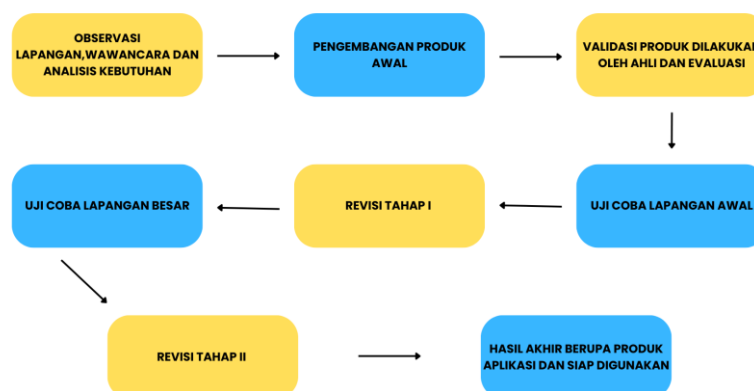 OBSERVASI
LAPANGAN,WAWANCARA DAN
ANALISIS KEBUTUHAN
PENGEMBANGAN PRODUK
AWAL
VALIDASI PRODUK DILAKUKAN
OLEH AHLI DAN EVALUASI
UJI COBA LAPANGAN BESAR
REVISI TAHAP I
UJI COBA LAPANGAN AWAL
REVISI TAHAP II
HASIL AKHIR BERUPA PRODUK
APLIKASI DAN SIAP DIGUNAKAN